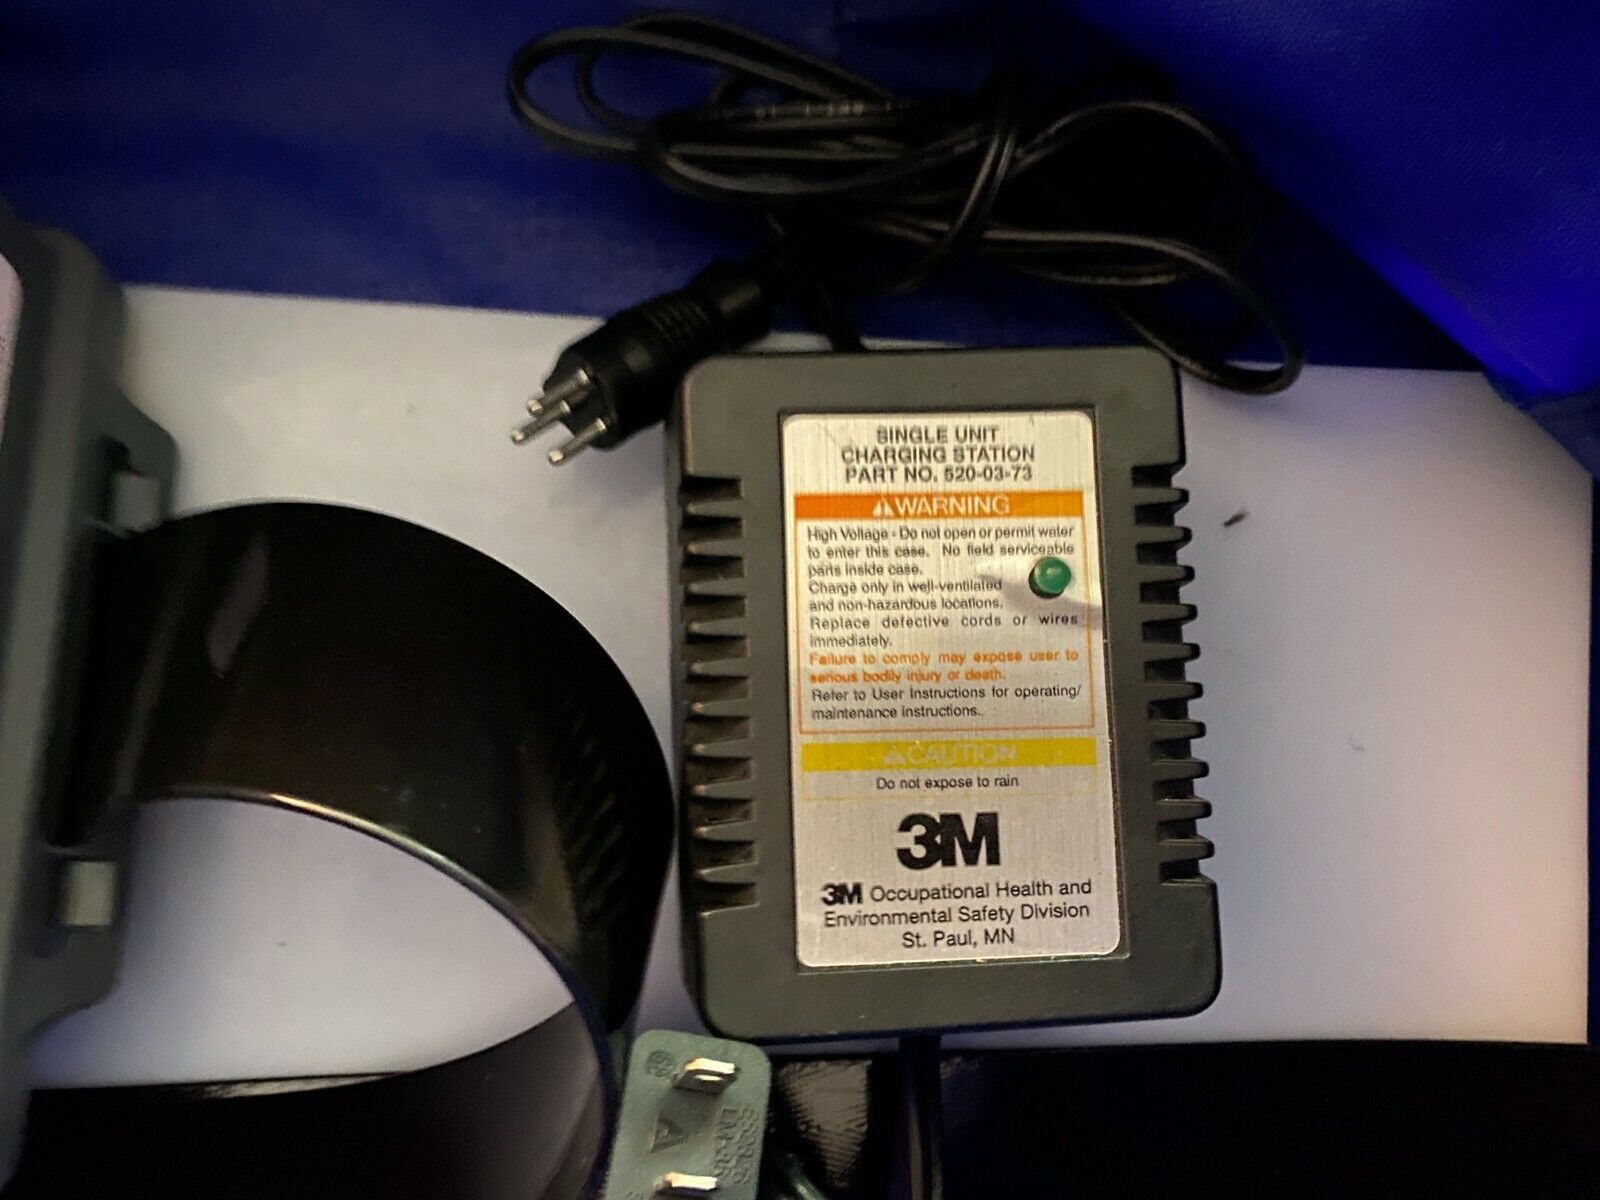 SINGLE UNIT
CHARGING STATION
PART NO. 520-03-73
WARNING
High Voltage - Do not open or permit water
to enter this case. No field serviceable
parts inside case.
Charge only in well-ventilated
and non-hazardous locations.
Replace defective cords or wires
immediately.
Failure to comply may expose user to
serious bodily injury or death.
Refer to User Instructions for operating/
maintenance instructions.
CAUTION
Do not expose to rain
3M
3M Occupational Health and
Environmental Safety Division
St. Paul, MN